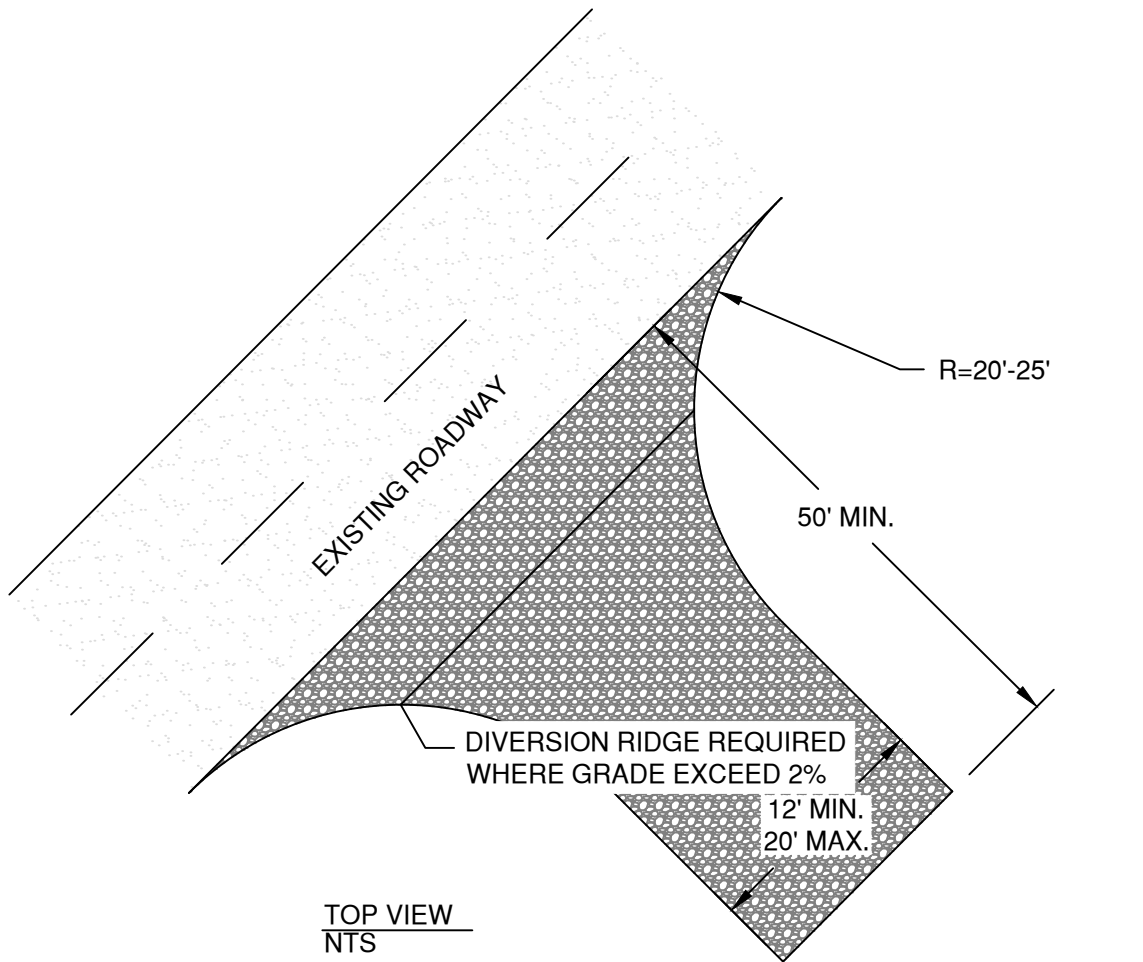 EXISTING ROADWAY
R=20'-25'
50' MIN.
DIVERSION RIDGE REQUIRED
WHERE GRADE EXCEED 2%
12' MIN.
20' MAX.
TOP VIEW
NTS